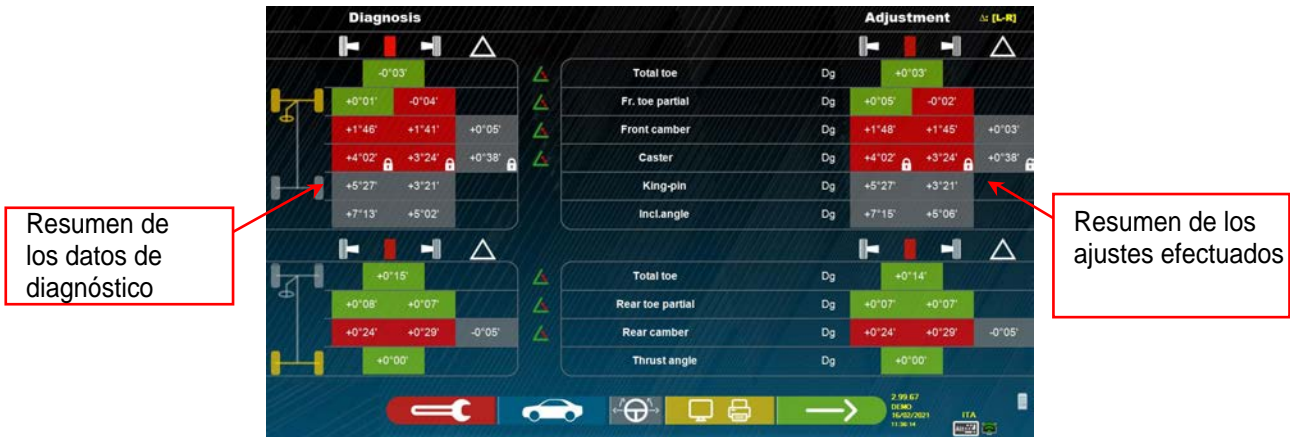 Diagnosis Adjustment Δ: [L-R]
-0°03' Total toe Dg +0°03'
+0°01' -0°04' Fr. toe partial Dg +0°05' -0°02'
+1°46' +1°41' +0°05' Front camber Dg +1°48' +1°45' +0°03'
+4°02' +3°24' +0°38' Caster Dg +4°02' +3°24' +0°38'
+5°27' +3°21' King-pin Dg +5°27' +3°21'
+7°13' +5°02' Incl.angle Dg +7°15' +5°06'
Resumen de
los datos de
diagnóstico
Resumen de los
ajustes efectuados
+0°15' Total toe Dg +0°14'
+0°08' +0°07' Rear toe partial Dg +0°07' +0°07'
+0°24' +0°29' -0°05' Rear camber Dg +0°24' +0°29' -0°05'
+0°00' Thrust angle Dg +0°00'
2.99.67
DEMO
16/02/2021 ITA
11:36:14